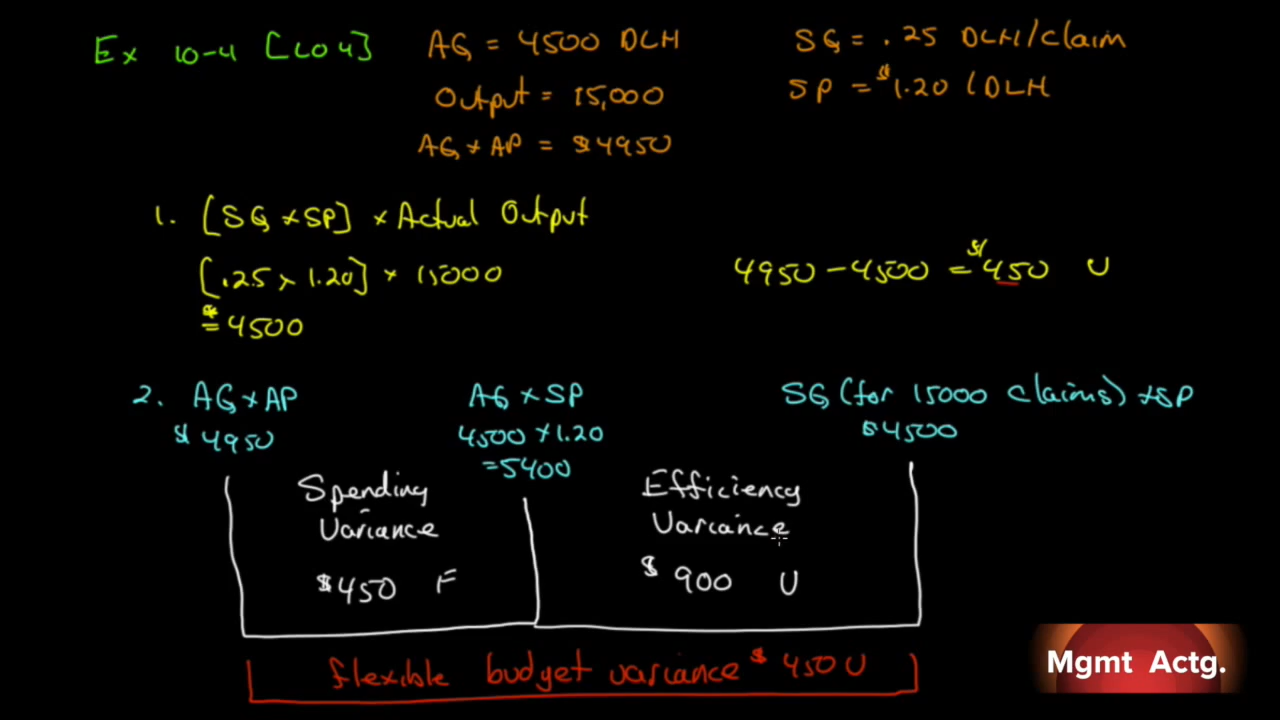 Ex 10-4 [LO4]
AQ = 4500 DLH
Output = 15,000
AQ × AP = $4950
SQ = .25 DLH/claim
SP = $1.20 / DLH
1. [SQ × SP] × Actual Output
[.25 × 1.20] × 15000
= $4500
4950 - 4500 = $450 U
2. AQ × AP
$4950
AQ × SP
4500 × 1.20
= 5400
SQ (for 15000 claims) × SP
$4500
Spending
Variance
$450 F
Efficiency
Variance
$900 U
flexible budget variance $450 U
Mgmt Actg.